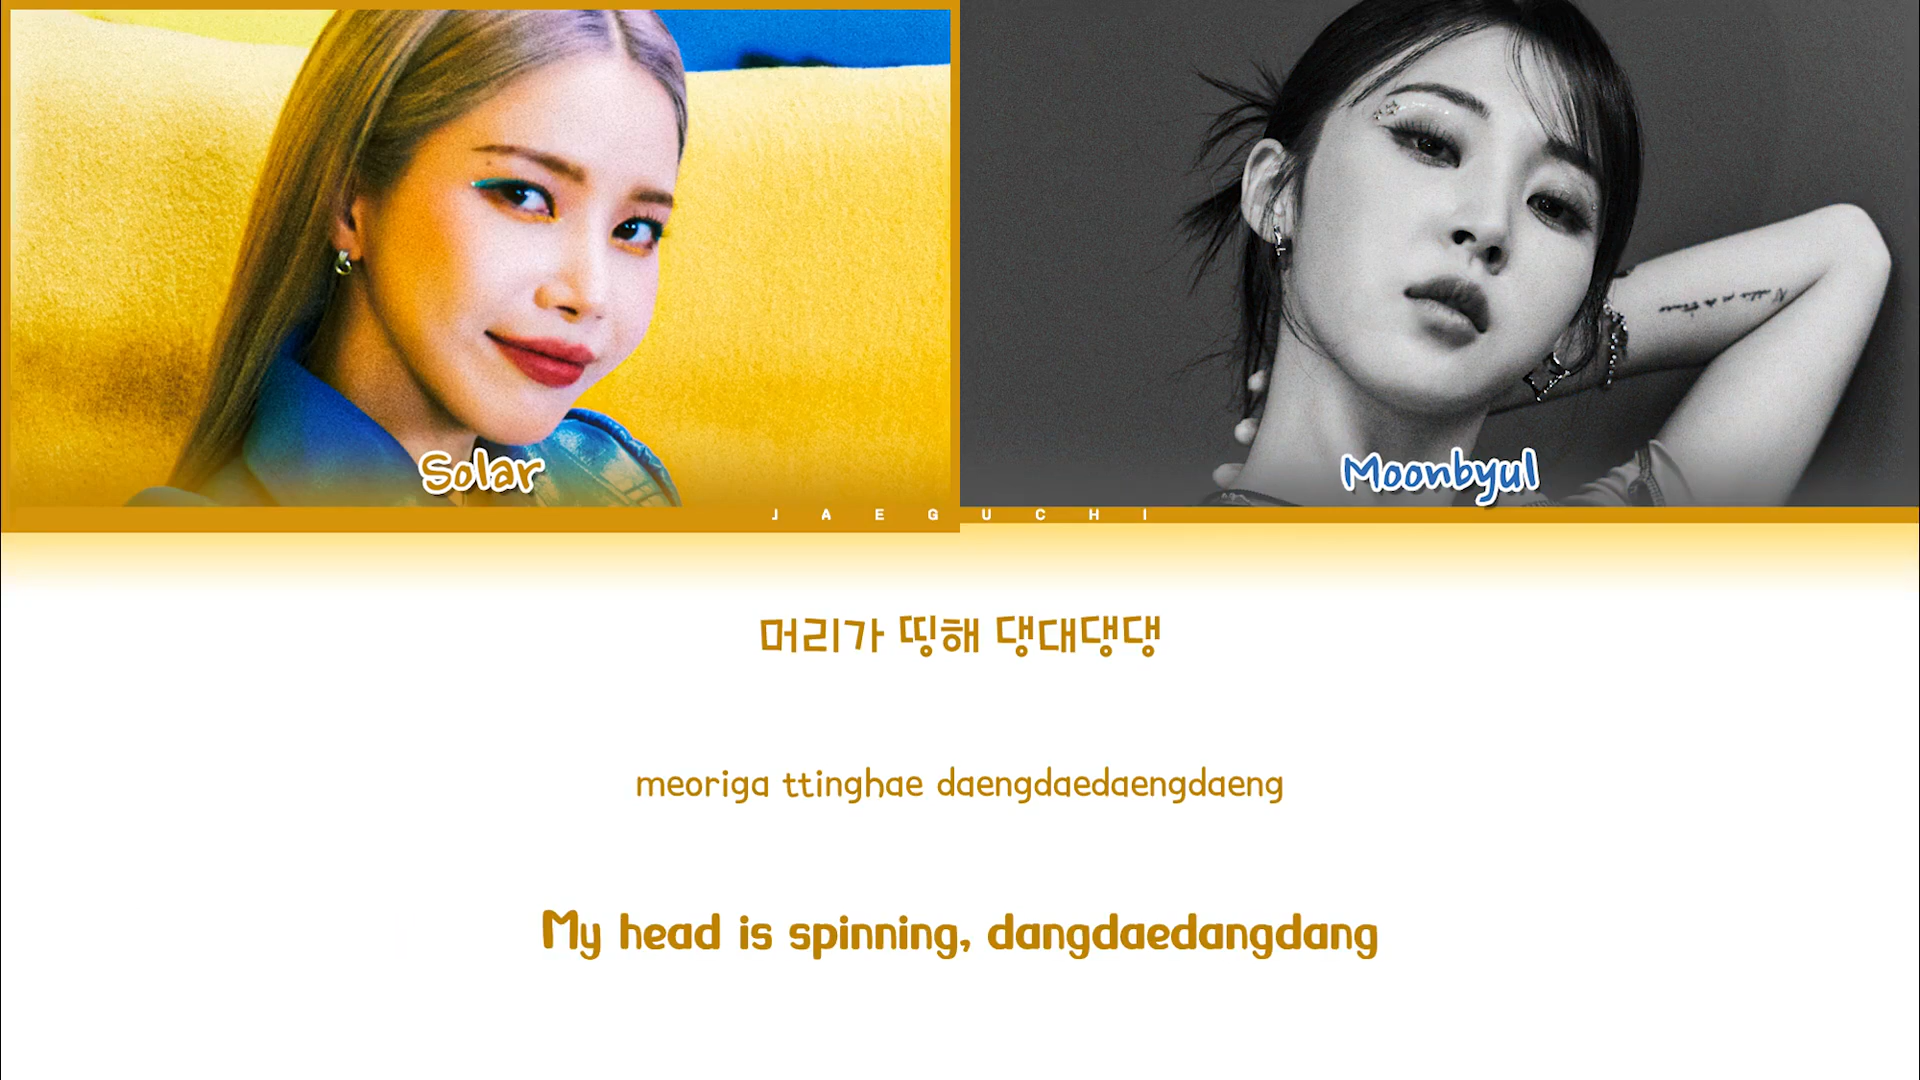 Solar
Moonbyul
JAEGUCHI
머리가 띵해 댕대댕댕
meoriga ttinghae daengdaedaengdaeng
My head is spinning, dangdaedangdang